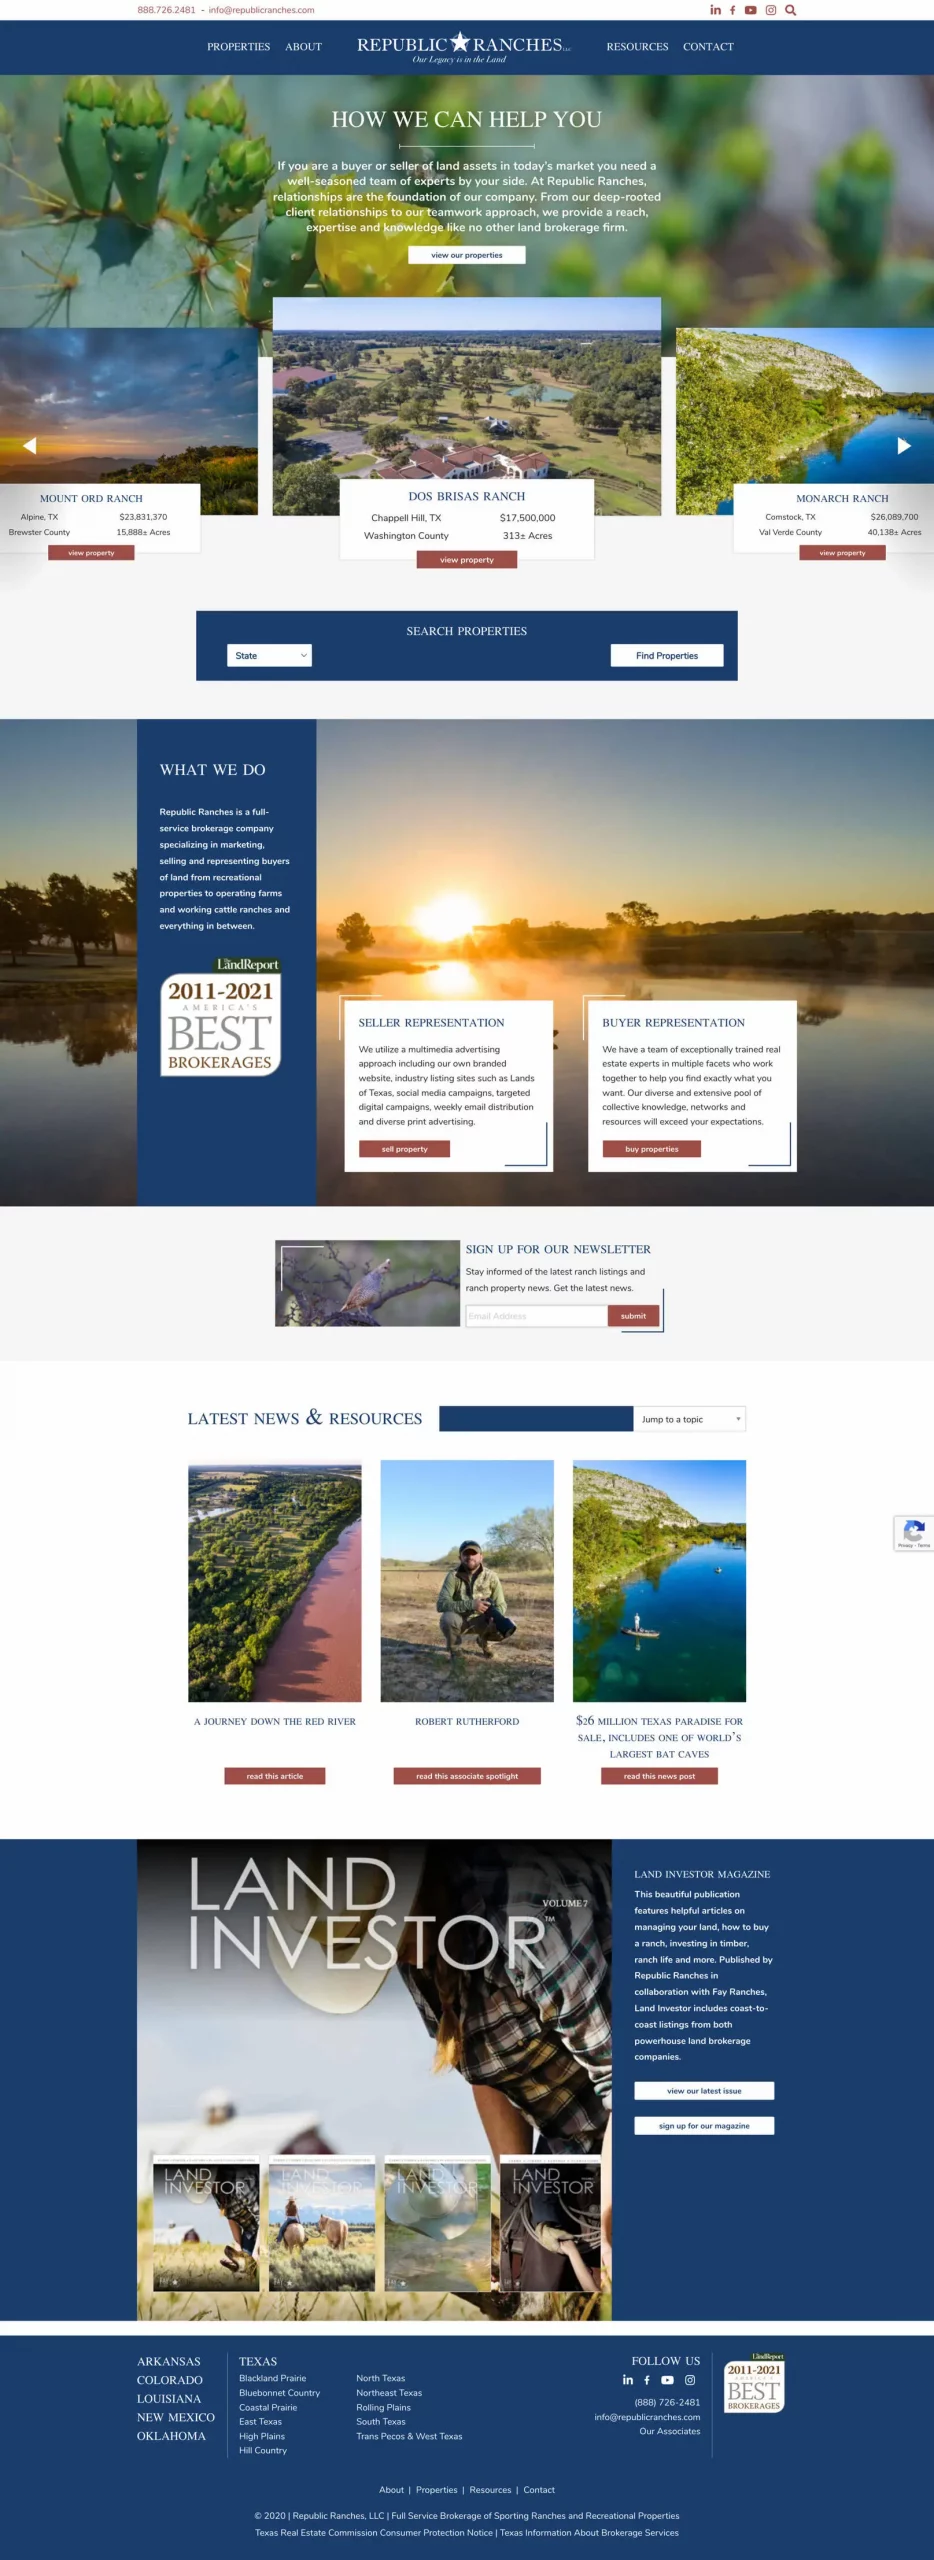 888.726.2481 - info@republicranches.com
PROPERTIES ABOUT
REPUBLIC RANCHES LLC
Our Legacy is in the Land
RESOURCES CONTACT
HOW WE CAN HELP YOU
If you are a buyer or seller of land assets in today's market you need a
well-seasoned team of experts by your side. At Republic Ranches,
relationships are the foundation of our company. From our deep-rooted
client relationships to our teamwork approach, we provide a reach,
expertise and knowledge like no other land brokerage firm.
view our properties
MOUNT ORD RANCH
Alpine, TX $23,831,370
Brewster County 15,888± Acres
view property
DOS BRISAS RANCH
Chappell Hill, TX $17,500,000
Washington County 313± Acres
view property
MONARCH RANCH
Comstock, TX $26,089,700
Val Verde County 40,138± Acres
view property
SEARCH PROPERTIES
State
Find Properties
WHAT WE DO
Republic Ranches is a full-
service brokerage company
specializing in marketing,
selling and representing buyers
of land from recreational
properties to operating farms
and working cattle ranches and
everything in between.
The LandReport
2011-2021
AMERICA'S
BEST
BROKERAGES
SELLER REPRESENTATION
We utilize a multimedia advertising
approach including our own branded
website, industry listing sites such as Lands
of Texas, social media campaigns, targeted
digital campaigns, weekly email distribution
and diverse print advertising.
sell property
BUYER REPRESENTATION
We have a team of exceptionally trained real
estate experts in multiple facets who work
together to help you find exactly what you
want. Our diverse and extensive pool of
collective knowledge, networks and
resources will exceed your expectations.
buy properties
SIGN UP FOR OUR NEWSLETTER
Stay informed of the latest ranch listings and
ranch property news. Get the latest news.
Email Address
submit
LATEST NEWS & RESOURCES
Jump to a topic
Privacy - Terms
A JOURNEY DOWN THE RED RIVER
read this article
ROBERT RUTHERFORD
read this associate spotlight
$26 MILLION TEXAS PARADISE FOR
SALE, INCLUDES ONE OF WORLD'S
LARGEST BAT CAVES
read this news post
LAND
INVESTOR™
VOLUME 7
LAND
INVESTOR
LAND
INVESTOR
LAND
INVESTOR
LAND
INVESTOR
LAND INVESTOR MAGAZINE
This beautiful publication
features helpful articles on
managing your land, how to buy
a ranch, investing in timber,
ranch life and more. Published by
Republic Ranches in
collaboration with Fay Ranches,
Land Investor includes coast-to-
coast listings from both
powerhouse land brokerage
companies.
view our latest issue
sign up for our magazine
ARKANSAS
COLORADO
LOUISIANA
NEW MEXICO
OKLAHOMA
TEXAS
Blackland Prairie
Bluebonnet Country
Coastal Prairie
East Texas
High Plains
Hill Country
North Texas
Northeast Texas
Rolling Plains
South Texas
Trans Pecos & West Texas
FOLLOW US
(888) 726-2481
info@republicranches.com
Our Associates
The LandReport
2011-2021
AMERICA'S
BEST
BROKERAGES
About | Properties | Resources | Contact
© 2020 | Republic Ranches, LLC | Full Service Brokerage of Sporting Ranches and Recreational Properties
Texas Real Estate Commission Consumer Protection Notice | Texas Information About Brokerage Services